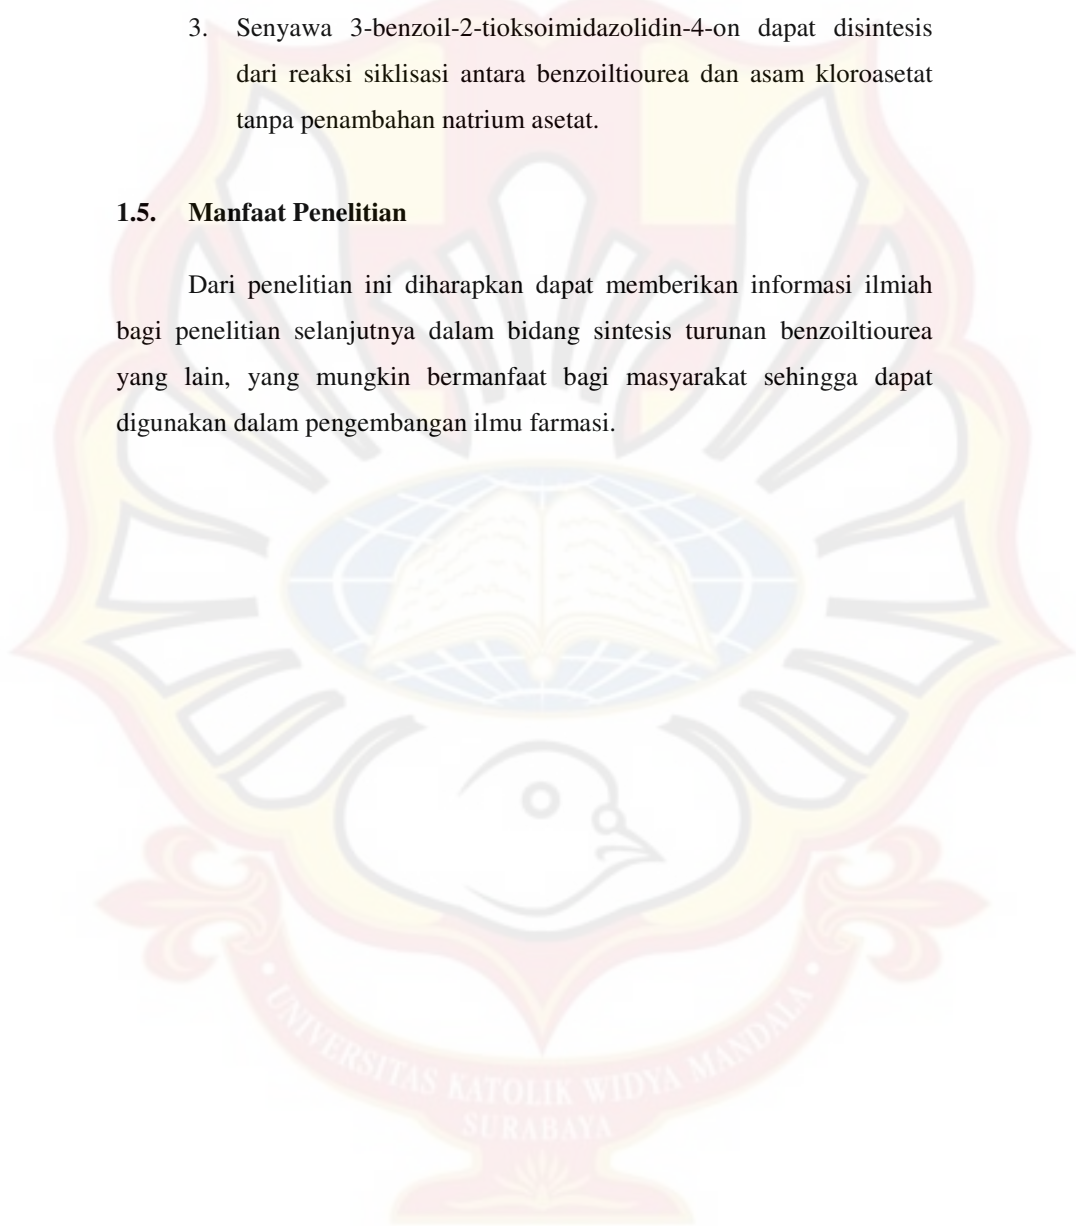 3. Senyawa 3-benzoil-2-tioksoimidazolidin-4-on dapat disintesis
dari reaksi siklisasi antara benzoiltiourea dan asam kloroasetat
tanpa penambahan natrium asetat.
1.5. Manfaat Penelitian
Dari penelitian ini diharapkan dapat memberikan informasi ilmiah
bagi penelitian selanjutnya dalam bidang sintesis turunan benzoiltiourea
yang lain, yang mungkin bermanfaat bagi masyarakat sehingga dapat
digunakan dalam pengembangan ilmu farmasi.
• UNIVERSITAS KATOLIK WIDYA MANDALA •
SURABAYA